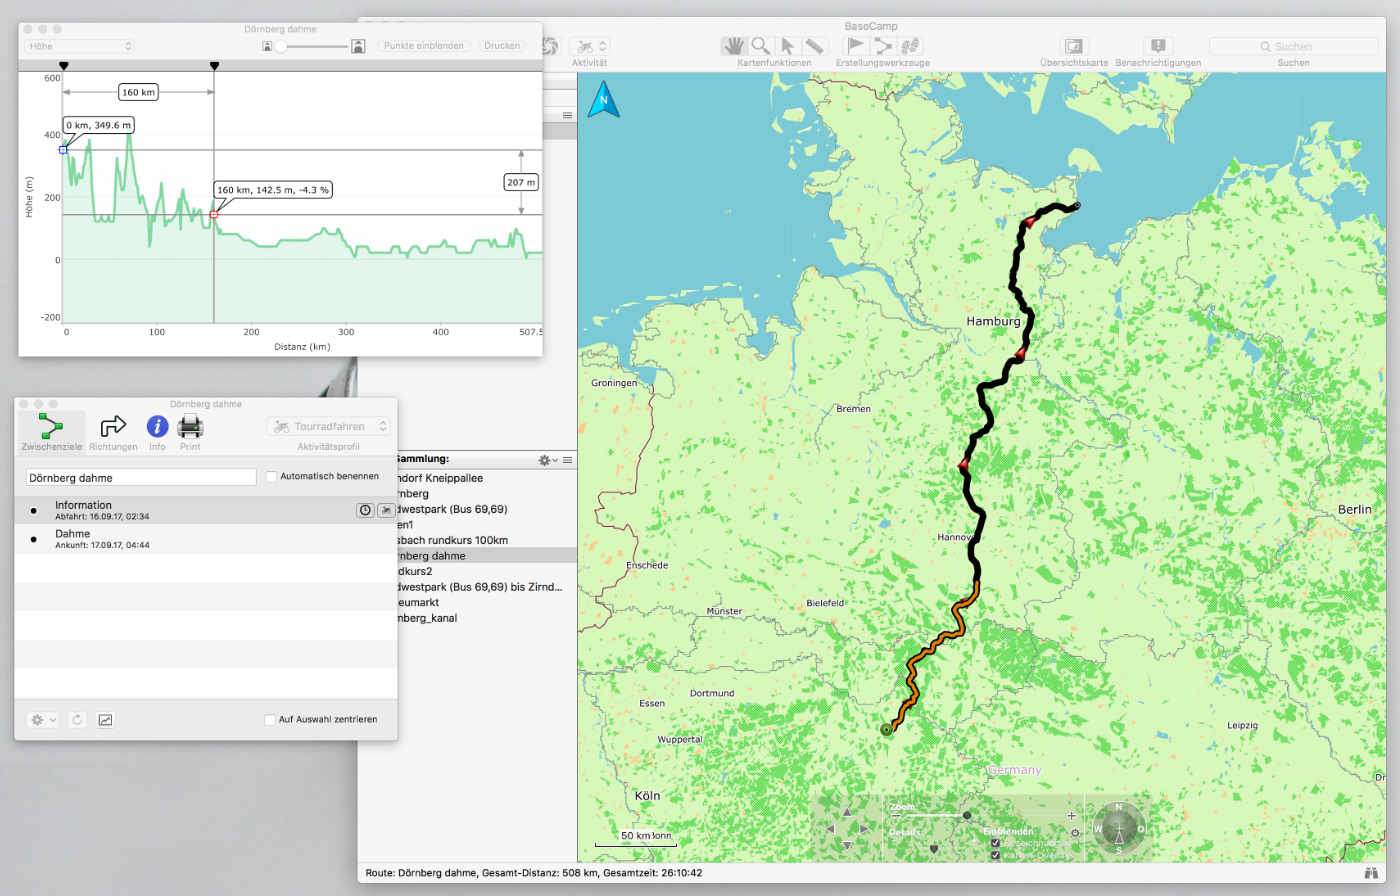 Dörnberg dahme
Höhe
Punkte einblenden
Drucken
600
400
200
0
-200
Höhe (m)
160 km
0 km, 349.6 m
160 km, 142.5 m, -4.3 %
207 m
0
100
200
300
400
507.5
Distanz (km)
BaseCamp
Aktivität
Kartenfunktionen
Erstellungswerkzeuge
Übersichtskarte
Benachrichtigungen
Suchen
Suchen
Dörnberg dahme
Zwischenziele
Richtungen
Info
Print
Tourradfahren
Aktivitätsprofil
Dörnberg dahme
Automatisch benennen
Information
Abfahrt: 16.09.17, 02:34
Dahme
Ankunft: 17.09.17, 04:44
Auf Auswahl zentrieren
Sammlung:
ndorf Kneippallee
rnberg
dwestpark (Bus 69,69)
en1
sbach rundkurs 100km
rnberg dahme
dkurs2
dwestpark (Bus 69,69) bis Zirnd...
eumarkt
mberg_kanal
N
Hamburg
Groningen
Bremen
Berlin
Hannov
Enschede
Bielefeld
Münster
Dortmund
Essen
Wuppertal
Leipzig
Germany
Köln
Dr
50 km
onn
Zoom
Details:
Einblenden
N
W
O
S
Route: Dörnberg dahme, Gesamt-Distanz: 508 km, Gesamtzeit: 26:10:42